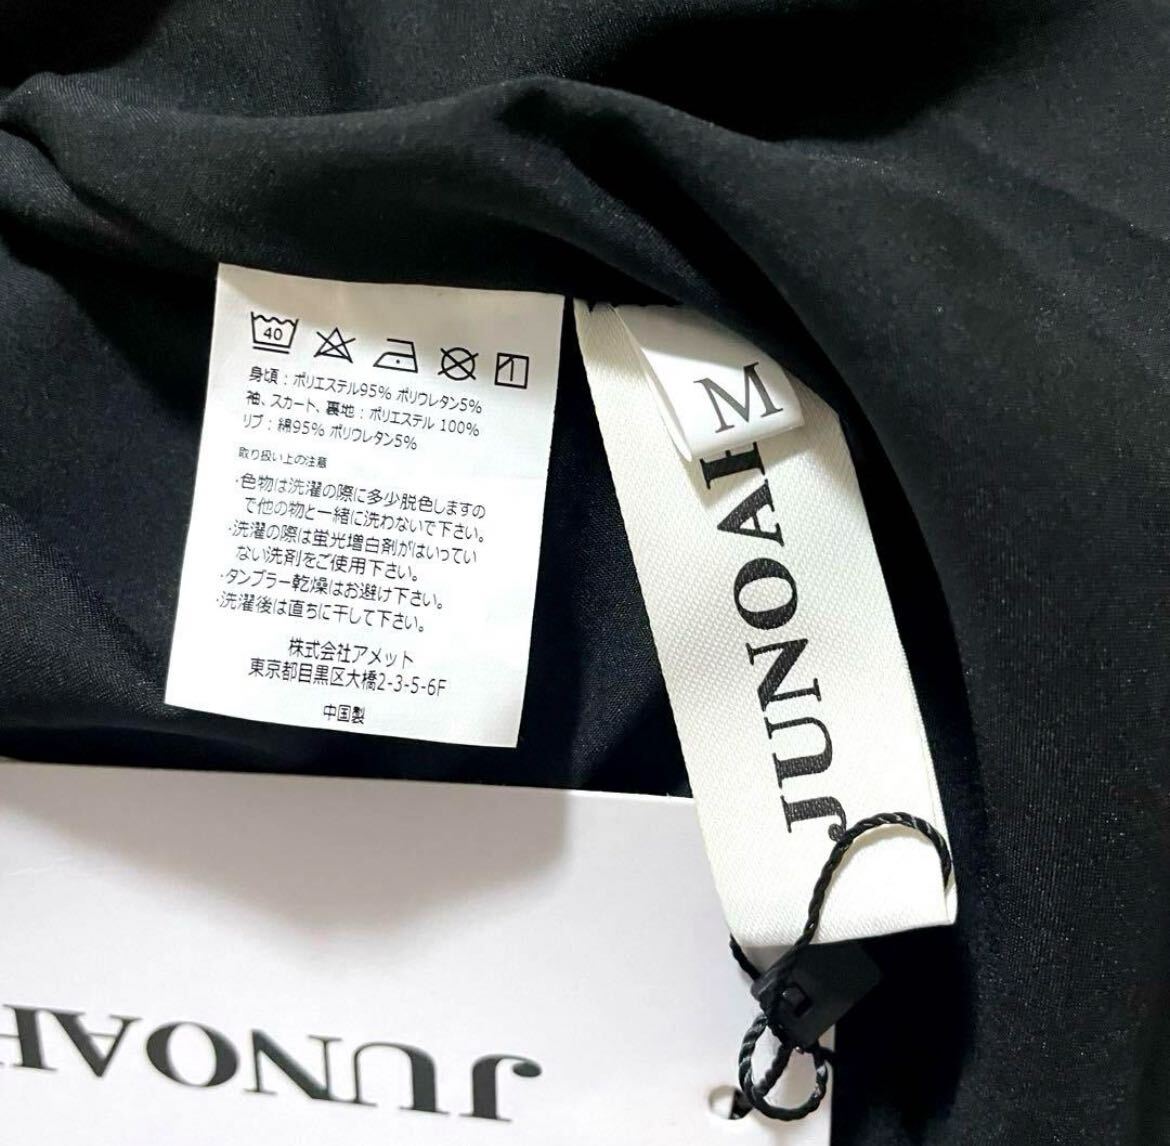 40
身頃：ポリエステル95% ポリウレタン5%
袖、スカート、裏地：ポリエステル 100%
リブ：綿95% ポリウレタン5%
取り扱い上の注意
・色物は洗濯の際に多少脱色しますの
で他の物と一緒に洗わないで下さい。
・洗濯の際は蛍光増白剤がはいってい
ない洗剤をご使用下さい。
・タンブラー乾燥はお避け下さい。
・洗濯後は直ちに干して下さい。
株式会社アメット
東京都目黒区大橋2-3-5-6F
中国製
M
JUNOAH
JUNOAH